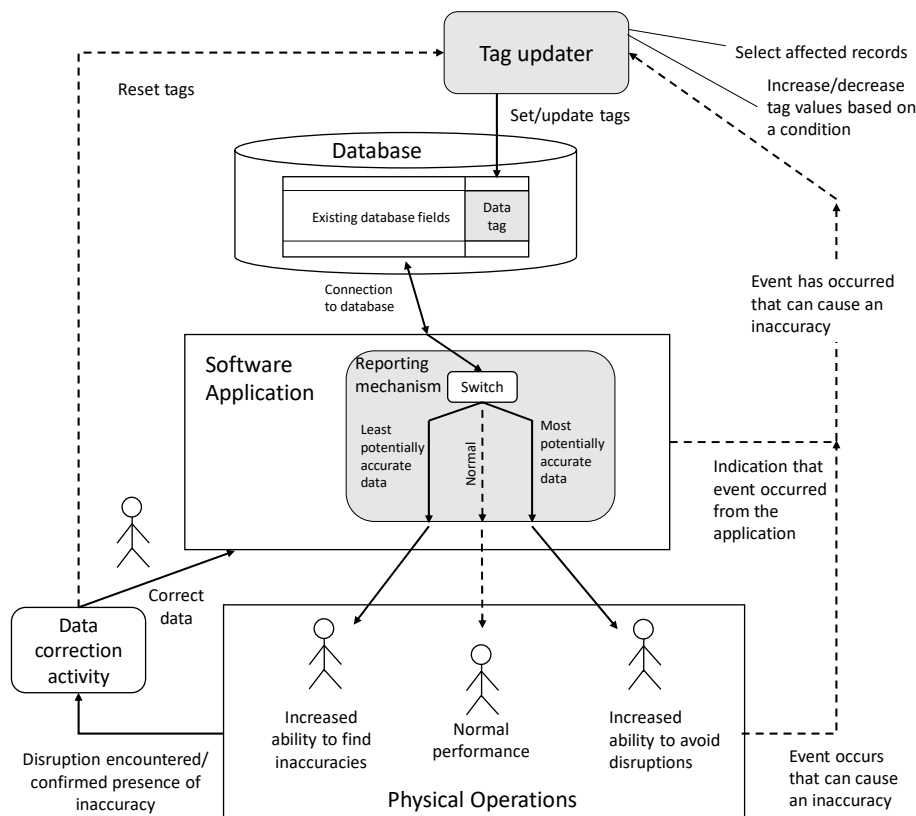 Tag updater
Select affected records
Increase/decrease
tag values based on
a condition
Reset tags
Set/update tags
Database
Existing database fields
Data
tag
Connection
to database
Event has occurred
that can cause an
inaccuracy
Software
Application
Reporting
mechanism
Switch
Least
potentially
accurate
data
Normal
Most
potentially
accurate
data
Indication that
event occurred
from the
application
Correct
data
Data
correction
activity
Increased
ability to find
inaccuracies
Normal
performance
Increased
ability to avoid
disruptions
Disruption encountered/
confirmed presence of
inaccuracy
Event occurs
that can cause
an inaccuracy
Physical Operations